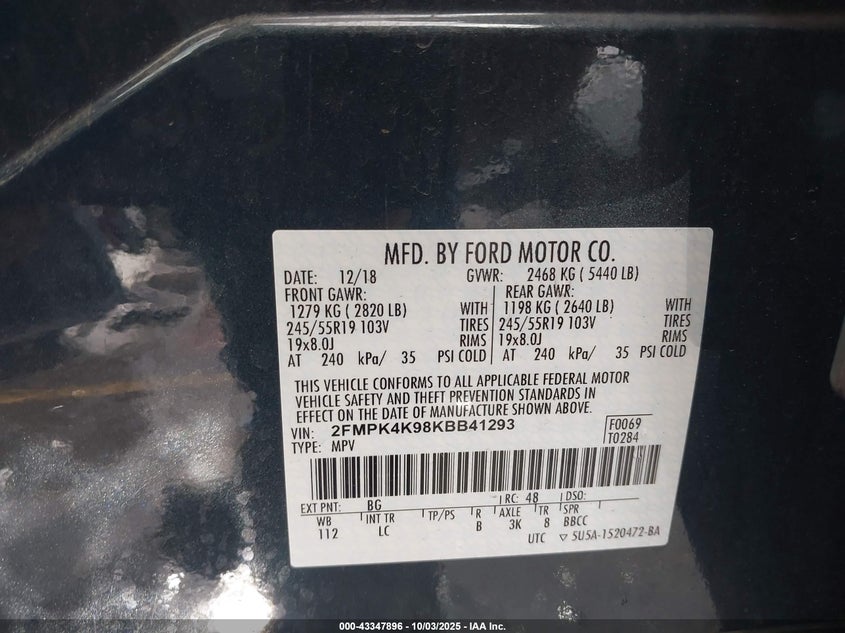 MFD. BY FORD MOTOR CO.
DATE: 12/18 GVWR: 2468 KG ( 5440 LB)
FRONT GAWR: REAR GAWR:
1279 KG ( 2820 LB) WITH 1198 KG ( 2640 LB) WITH
245/55R19 103V TIRES 245/55R19 103V TIRES
19x8.0J RIMS 19x8.0J RIMS
AT 240 kPa/ 35 PSI COLD AT 240 kPa/ 35 PSI COLD
THIS VEHICLE CONFORMS TO ALL APPLICABLE FEDERAL MOTOR
VEHICLE SAFETY AND THEFT PREVENTION STANDARDS IN
EFFECT ON THE DATE OF MANUFACTURE SHOWN ABOVE.
VIN: 2FMPK4K98KBB41293 F0069
TYPE: MPV T0284
EXT PNT: BG RC: 48 DSO:
WB INT TR TP/PS R AXLE TR SPR
112 LC B 3K 8 BBCC
UTC ▽ 5U5A-1520472-BA
000-43347896 - 10/03/2025 - IAA Inc.